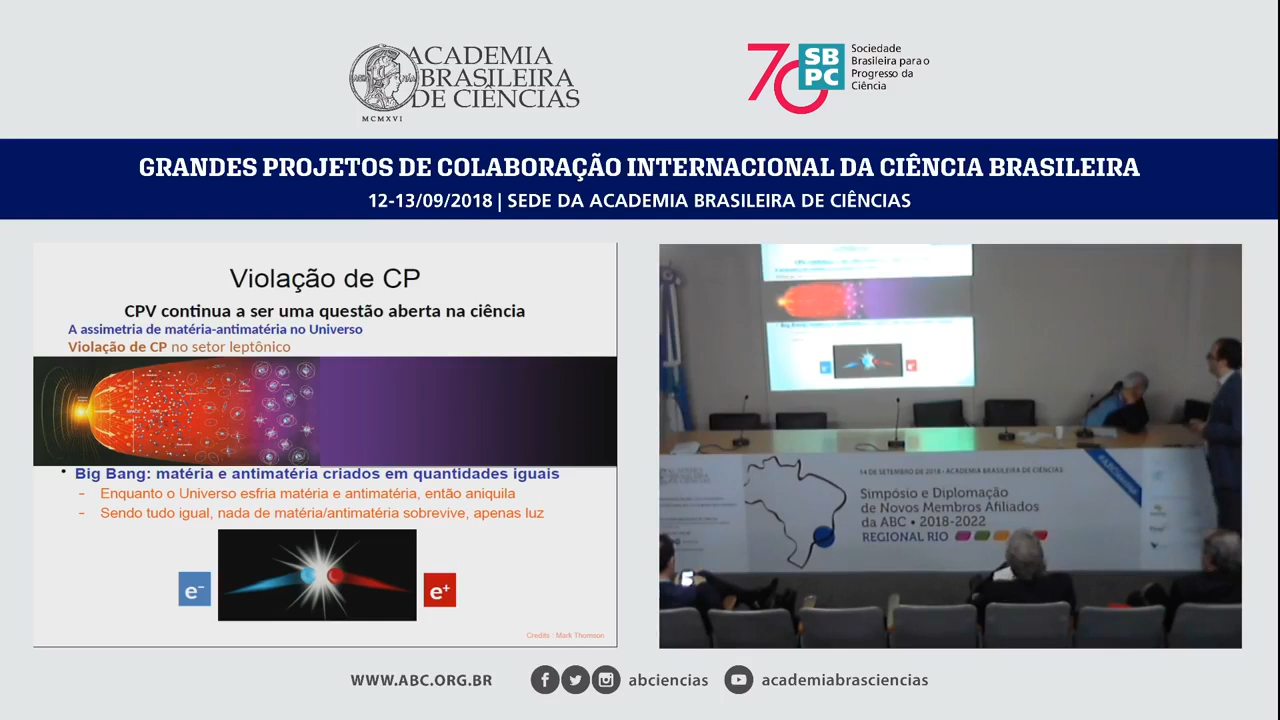 ACADEMIA
BRASILEIRA
DE CIÊNCIAS
MCMXVI
70
SB
PC
Sociedade
Brasileira para o
Progresso da
Ciência
GRANDES PROJETOS DE COLABORAÇÃO INTERNACIONAL DA CIÊNCIA BRASILEIRA
12-13/09/2018 | SEDE DA ACADEMIA BRASILEIRA DE CIÊNCIAS
Violação de CP
CPV continua a ser uma questão aberta na ciência
A assimetria de matéria-antimatéria no Universo
Violação de CP no setor leptônico
• Big Bang: matéria e antimatéria criados em quantidades iguais
– Enquanto o Universo esfria matéria e antimatéria, então aniquila
– Sendo tudo igual, nada de matéria/antimatéria sobrevive, apenas luz
e⁻
e⁺
Credits : Mark Thomson
14 DE SETEMBRO DE 2018 • ACADEMIA BRASILEIRA DE CIÊNCIAS
Simpósio e Diplomação
de Novos Membros Afiliados
da ABC • 2018-2022
REGIONAL RIO
WWW.ABC.ORG.BR
abciencias
academiabrasciencias